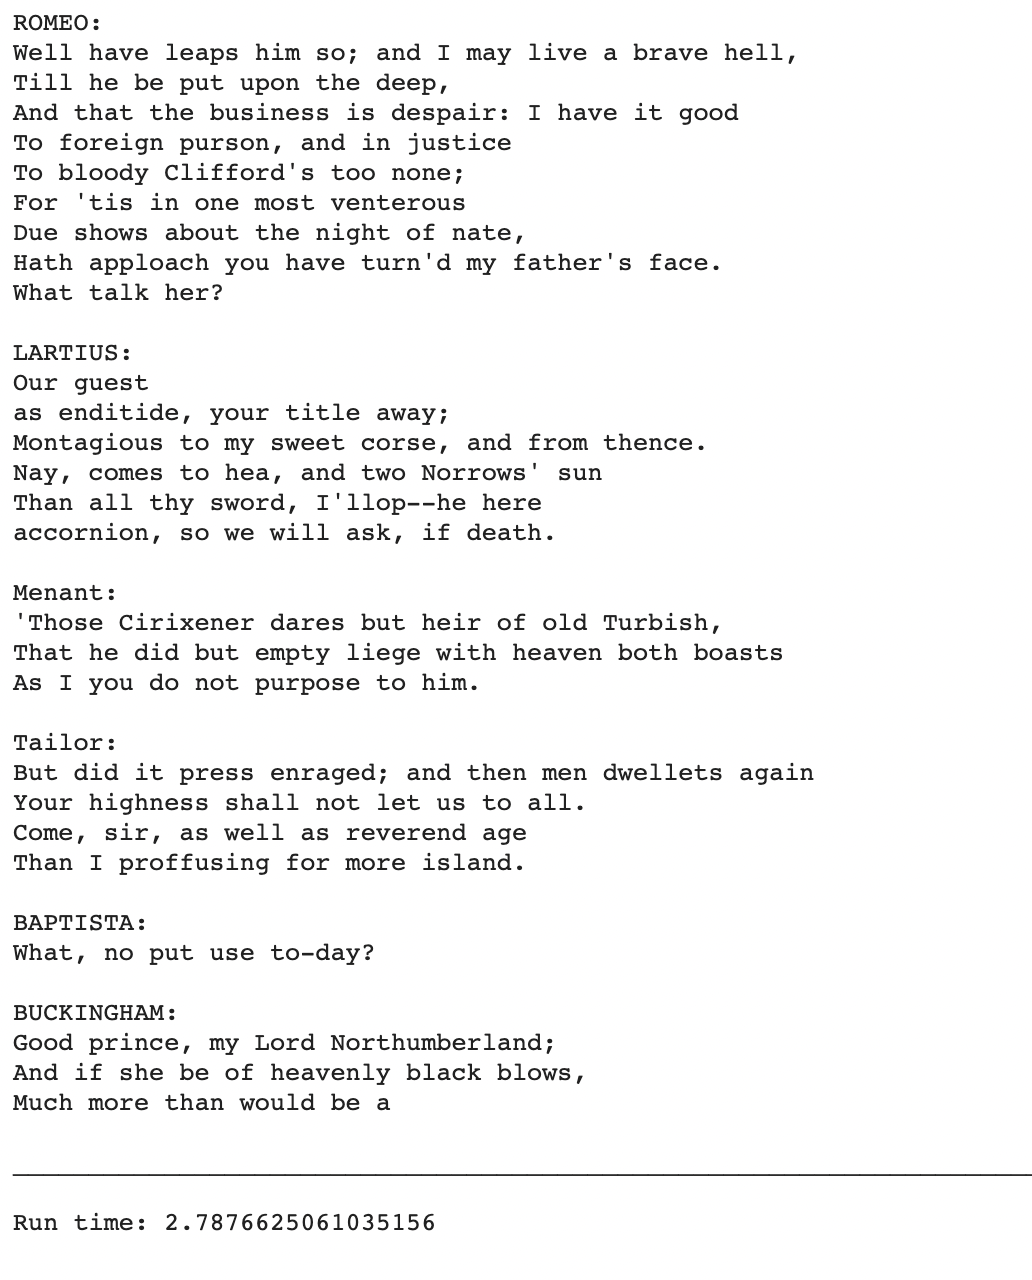 ROMEO:
Well have leaps him so; and I may live a brave hell,
Till he be put upon the deep,
And that the business is despair: I have it good
To foreign purson, and in justice
To bloody Clifford's too none;
For 'tis in one most venterous
Due shows about the night of nate,
Hath apploach you have turn'd my father's face.
What talk her?

LARTIUS:
Our guest
as enditide, your title away;
Montagious to my sweet corse, and from thence.
Nay, comes to hea, and two Norrows' sun
Than all thy sword, I'llop--he here
accornion, so we will ask, if death.

Menant:
'Those Cirixener dares but heir of old Turbish,
That he did but empty liege with heaven both boasts
As I you do not purpose to him.

Tailor:
But did it press enraged; and then men dwellets again
Your highness shall not let us to all.
Come, sir, as well as reverend age
Than I proffusing for more island.

BAPTISTA:
What, no put use to-day?

BUCKINGHAM:
Good prince, my Lord Northumberland;
And if she be of heavenly black blows,
Much more than would be a

Run time: 2.7876625061035156